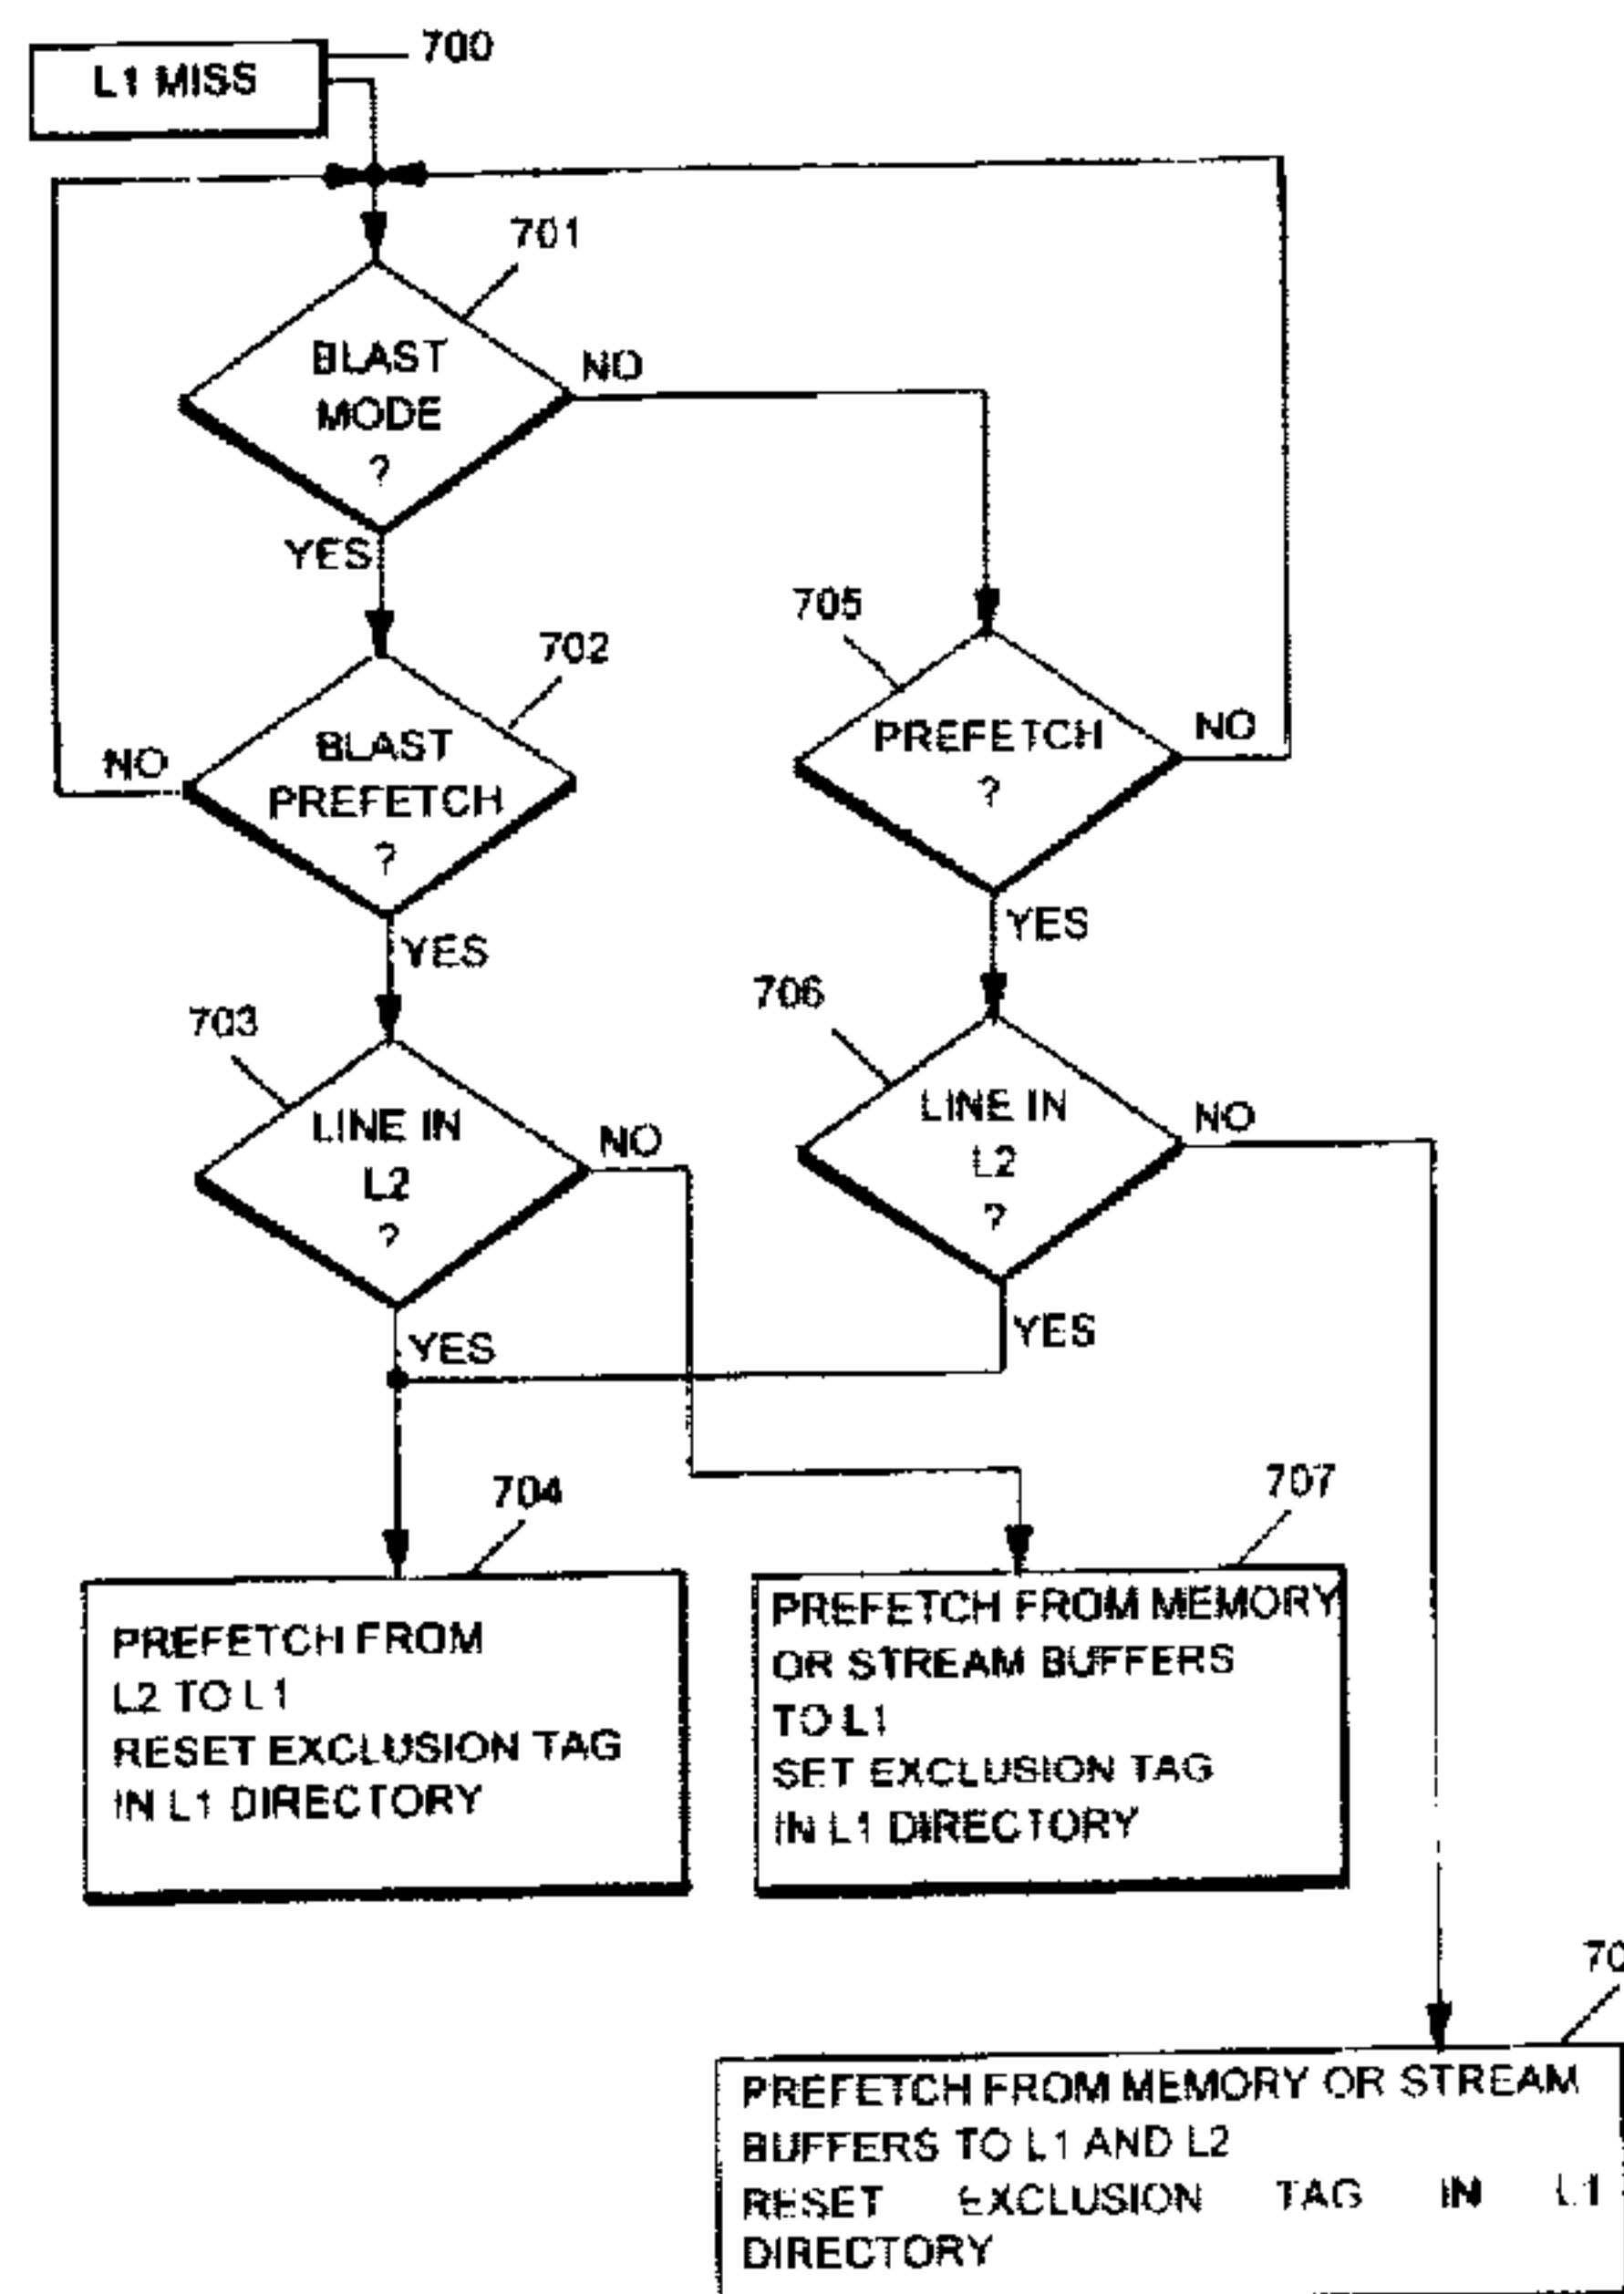 700
L1 MISS
701
BLAST
MODE
?
NO
YES
702
BLAST
PREFETCH
?
NO
YES
705
PREFETCH
?
NO
YES
703
LINE IN
L2
?
NO
YES
706
LINE IN
L2
?
NO
YES
704
PREFETCH FROM
L2 TO L1
RESET EXCLUSION TAG
IN L1 DIRECTORY
707
PREFETCH FROM MEMORY
OR STREAM BUFFERS
TO L1
SET EXCLUSION TAG
IN L1 DIRECTORY
PREFETCH FROM MEMORY OR STREAM
BUFFERS TO L1 AND L2
RESET EXCLUSION TAG IN L1
DIRECTORY